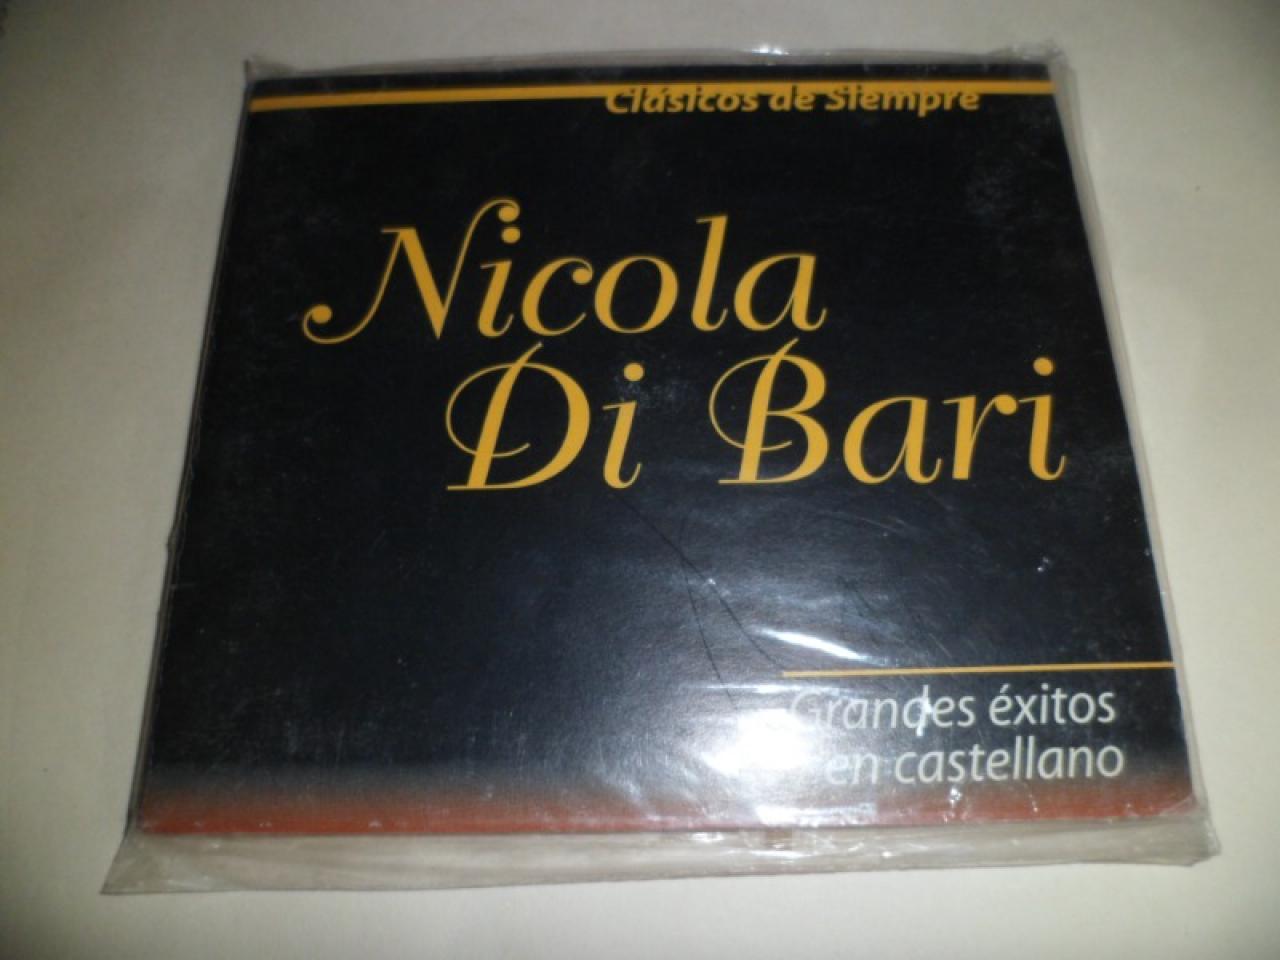 Clásicos de Siempre
Nicola
Di Bari
Grandes éxitos
en castellano